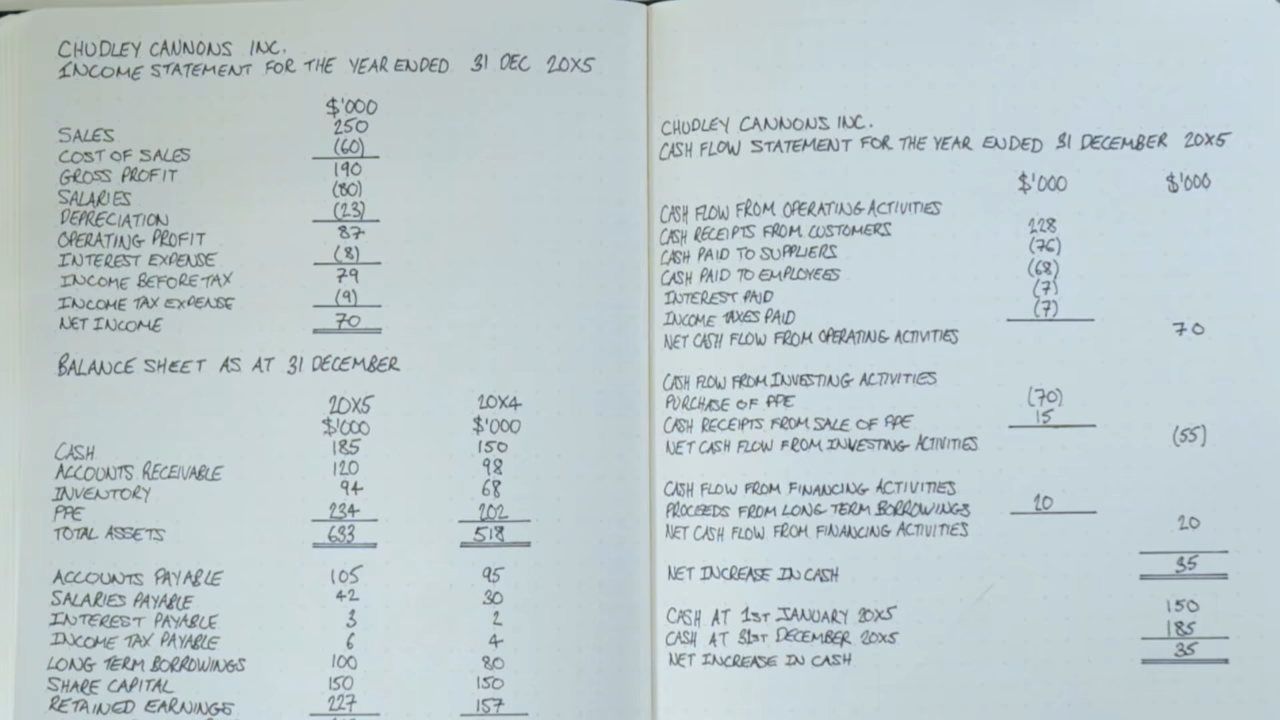 CHUDLEY CANNONS INC.
INCOME STATEMENT FOR THE YEAR ENDED 31 DEC 20X5
$'000
SALES 250
COST OF SALES (60)
GROSS PROFIT 190
SALARIES (80)
DEPRECIATION (23)
OPERATING PROFIT 87
INTEREST EXPENSE (8)
INCOME BEFORE TAX 79
INCOME TAX EXPENSE (9)
NET INCOME 70
BALANCE SHEET AS AT 31 DECEMBER
20X5 20X4
$'000 $'000
CASH 185 150
ACCOUNTS RECEIVABLE 120 98
INVENTORY 94 68
PPE 234 202
TOTAL ASSETS 633 518
ACCOUNTS PAYABLE 105 95
SALARIES PAYABLE 42 30
INTEREST PAYABLE 3 2
INCOME TAX PAYABLE 6 4
LONG TERM BORROWINGS 100 80
SHARE CAPITAL 150 150
RETAINED EARNINGS 227 157
CHUDLEY CANNONS INC.
CASH FLOW STATEMENT FOR THE YEAR ENDED 31 DECEMBER 20X5
$'000 $'000
CASH FLOW FROM OPERATING ACTIVITIES
CASH RECEIPTS FROM CUSTOMERS 228
CASH PAID TO SUPPLIERS (76)
CASH PAID TO EMPLOYEES (68)
INTEREST PAID (7)
INCOME TAXES PAID (7)
NET CASH FLOW FROM OPERATING ACTIVITIES 70
CASH FLOW FROM INVESTING ACTIVITIES
PURCHASE OF PPE (70)
CASH RECEIPTS FROM SALE OF PPE 15
NET CASH FLOW FROM INVESTING ACTIVITIES (55)
CASH FLOW FROM FINANCING ACTIVITIES
PROCEEDS FROM LONG TERM BORROWINGS 20
NET CASH FLOW FROM FINANCING ACTIVITIES 20
NET INCREASE IN CASH 35
CASH AT 1ST JANUARY 20X5 150
CASH AT 31ST DECEMBER 20X5 185
NET INCREASE IN CASH 35